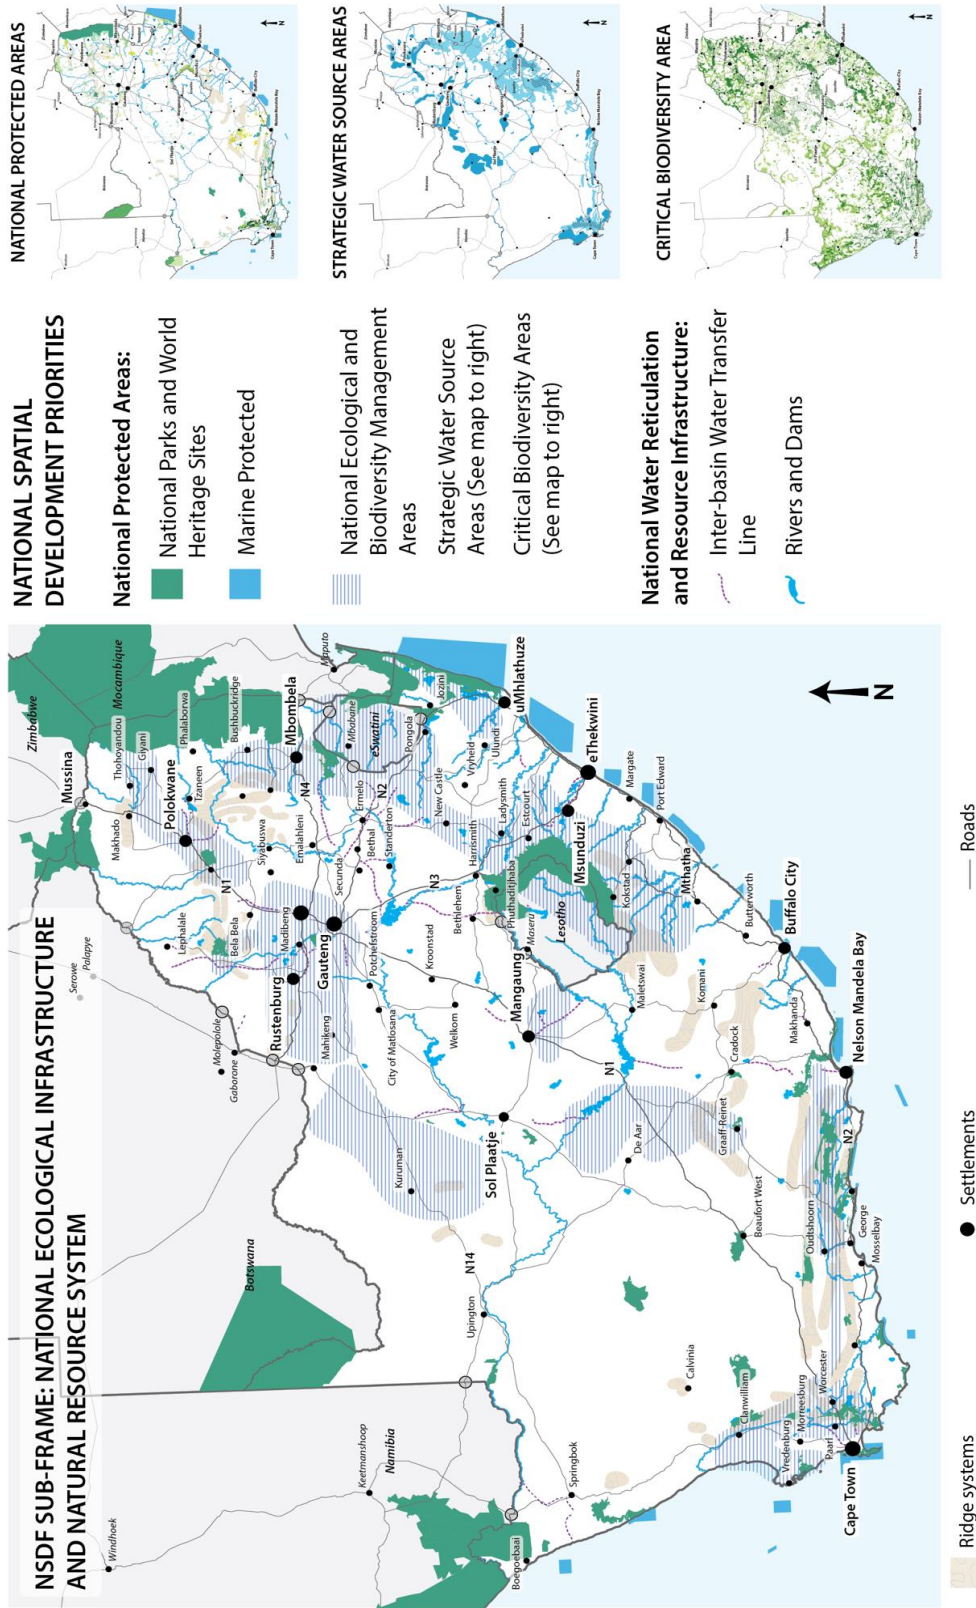 NSDF SUB-FRAME: NATIONAL ECOLOGICAL INFRASTRUCTURE
AND NATURAL RESOURCE SYSTEM
Zimbabwe
Mussina
Mocambique
Thohoyandou
Giyani
Makhado
Phalaborwa
Tzaneen
Polokwane
Bushbuckridge
Serowe
Palapye
Lephalale
N1
Siyabuswa
Mbombela
Maputo
Bela Bela
Emalahleni
N4
Mbabane
eSwatini
Molepolole
Gaborone
Madibeng
Rustenburg
Gauteng
Secunda
Bethal
Ermelo
N2
Standerton
Pongola
Jozini
Botswana
Mahikeng
Potchefstroom
City of Matlosana
N3
New Castle
Vryheid
Ulundi
uMhlathuze
Kroonstad
Welkom
Bethlehem
Harrismith
Ladysmith
Phuthaditjhaba
Estcourt
Kuruman
Sol Plaatje
Mangaung
Maseru
Lesotho
Msunduzi
eThekwini
Windhoek
Keetmanshoop
Namibia
Upington
N14
N1
Kokstad
Margate
Port Edward
De Aar
Maletswai
Mthatha
Boegoebaai
Springbok
Calvinia
Graaff-Reinet
Cradock
Komani
Butterworth
Buffalo City
Clanwilliam
Beaufort West
Makhanda
Vredenburg
Morreesburg
Oudtshoorn
Nelson Mandela Bay
Paarl
Worcester
George
N2
Mosselbay
Cape Town
N
Ridge systems
Settlements
Roads
NATIONAL SPATIAL
DEVELOPMENT PRIORITIES
National Protected Areas:
National Parks and World
Heritage Sites
Marine Protected
National Ecological and
Biodiversity Management
Areas
Strategic Water Source
Areas (See map to right)
Critical Biodiversity Areas
(See map to right)
National Water Reticulation
and Resource Infrastructure:
Inter-basin Water Transfer
Line
Rivers and Dams
NATIONAL PROTECTED AREAS
N
STRATEGIC WATER SOURCE AREAS
N
CRITICAL BIODIVERSITY AREA
N